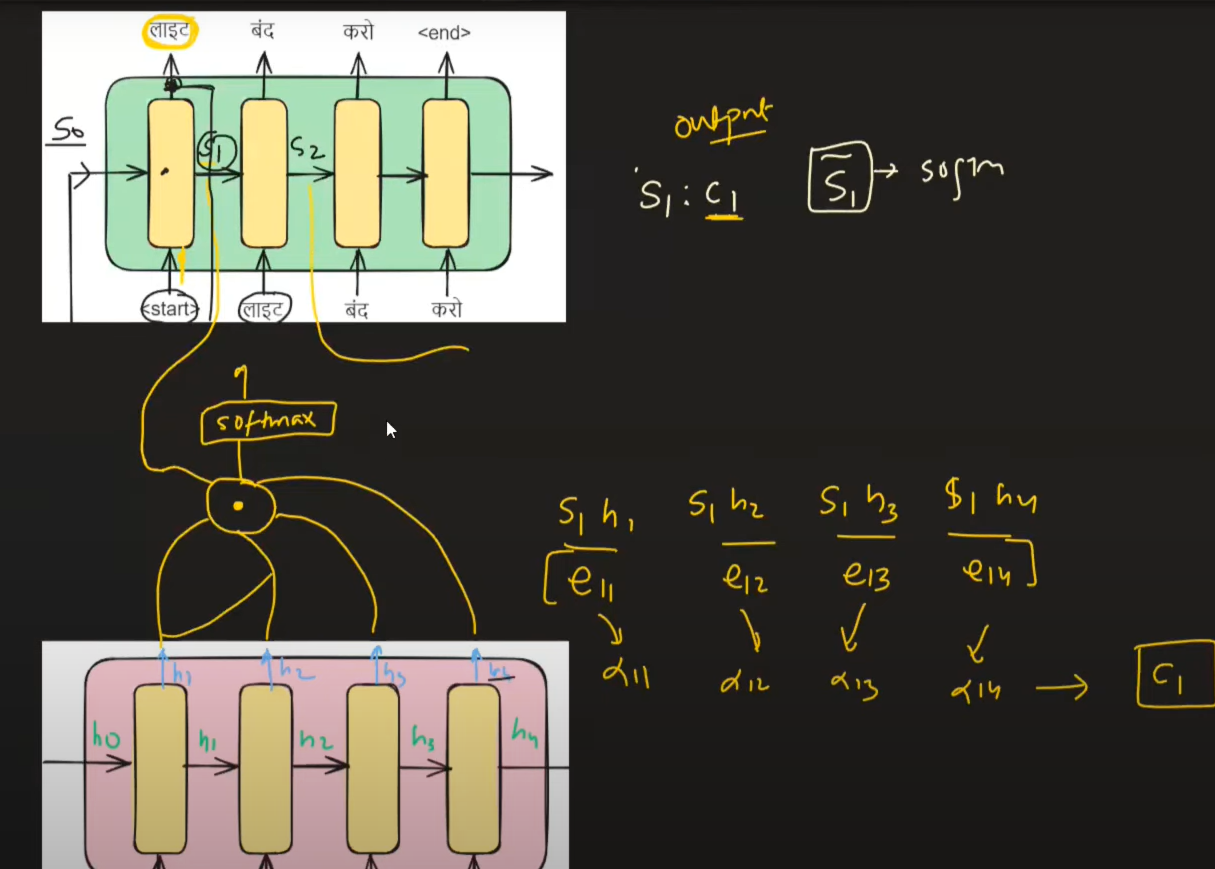 लाइट बंद करो <end>
output
S₀ S₁ S₂
S₁ : C₁ S̃₁ → sofm
<start> लाइट बंद करो
softmax
S₁ h₁ S₁ h₂ S₁ h₃ S₁ h₄
[e₁₁ e₁₂ e₁₃ e₁₄]
h₁ h₂ h₃
α₁₁ α₁₂ α₁₃ α₁₄ → C₁
h₀ h₁ h₂ h₃ h₄